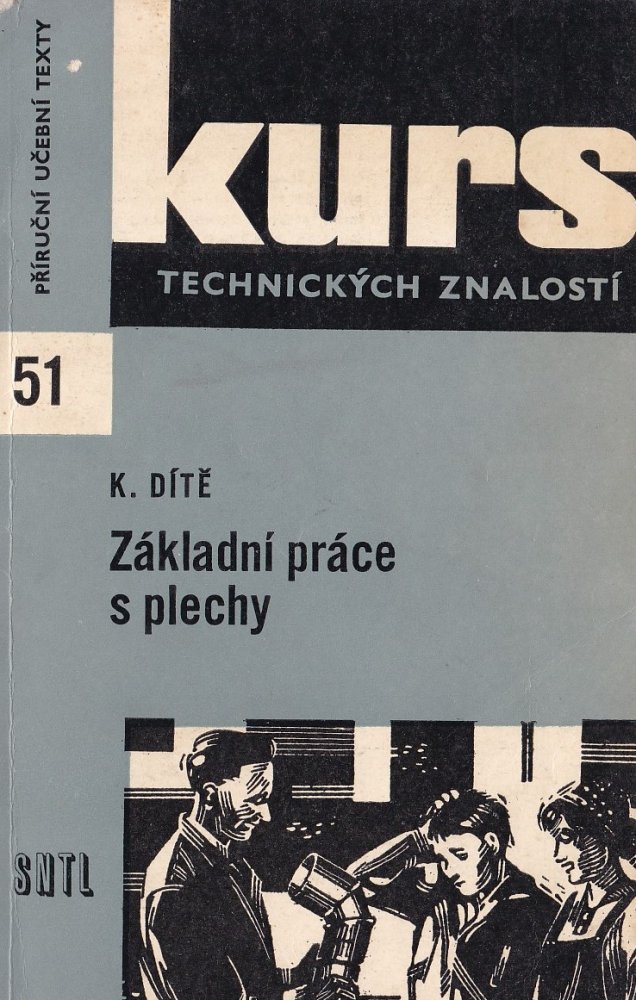 PŘÍRUČNÍ UČEBNÍ TEXTY
kurs
TECHNICKÝCH ZNALOSTÍ
51
K. DÍTĚ
Základní práce
s plechy
SNTL